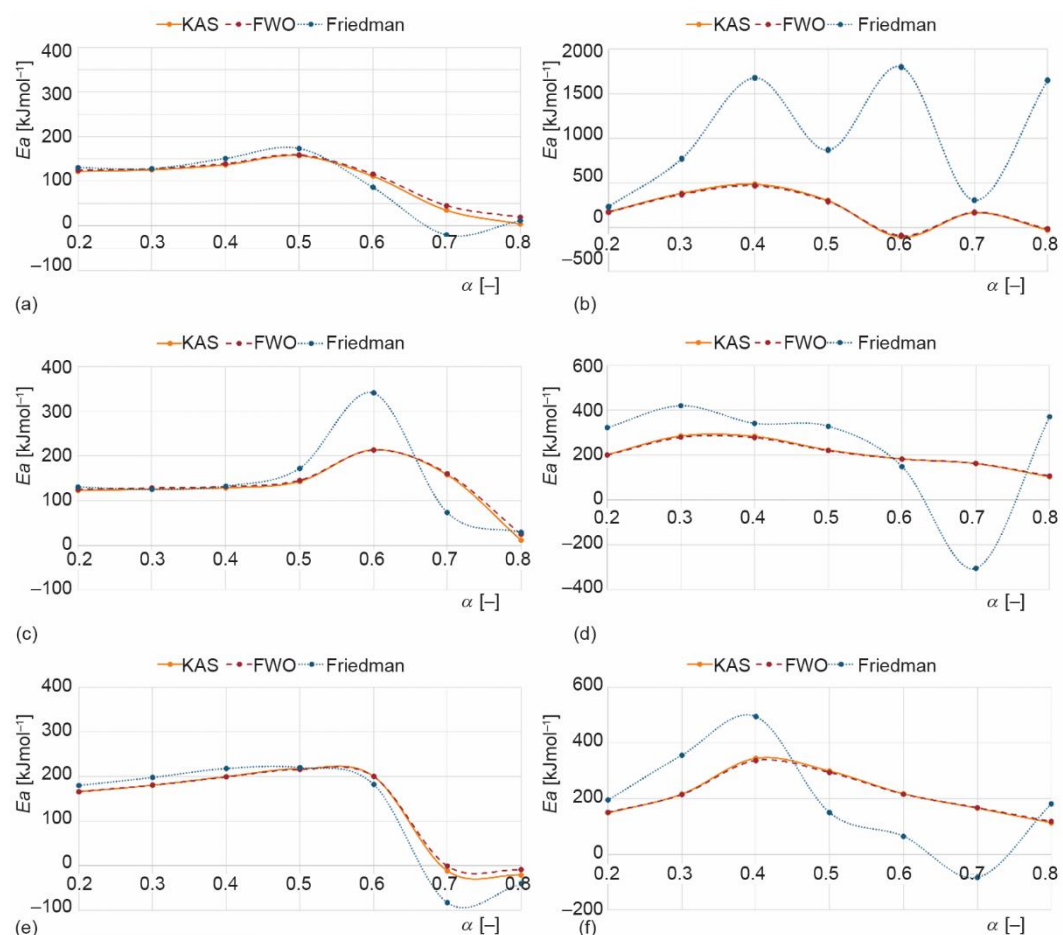 KAS FWO Friedman
Ea [kJmol⁻¹]
400
300
200
100
0
–100
0.2 0.3 0.4 0.5 0.6 0.7 0.8
α [–]
(a)
KAS FWO Friedman
Ea [kJmol⁻¹]
2000
1500
1000
500
0
–500
0.2 0.3 0.4 0.5 0.6 0.7 0.8
α [–]
(b)
KAS FWO Friedman
Ea [kJmol⁻¹]
400
300
200
100
0
–100
0.2 0.3 0.4 0.5 0.6 0.7 0.8
α [–]
(c)
KAS FWO Friedman
Ea [kJmol⁻¹]
600
400
200
0
–200
–400
0.2 0.3 0.4 0.5 0.6 0.7 0.8
α [–]
(d)
KAS FWO Friedman
Ea [kJmol⁻¹]
400
300
200
100
0
–100
0.2 0.3 0.4 0.5 0.6 0.7 0.8
α [–]
(e)
KAS FWO Friedman
Ea [kJmol⁻¹]
600
400
200
0
–200
0.2 0.3 0.4 0.5 0.6 0.7 0.8
α [–]
(f)